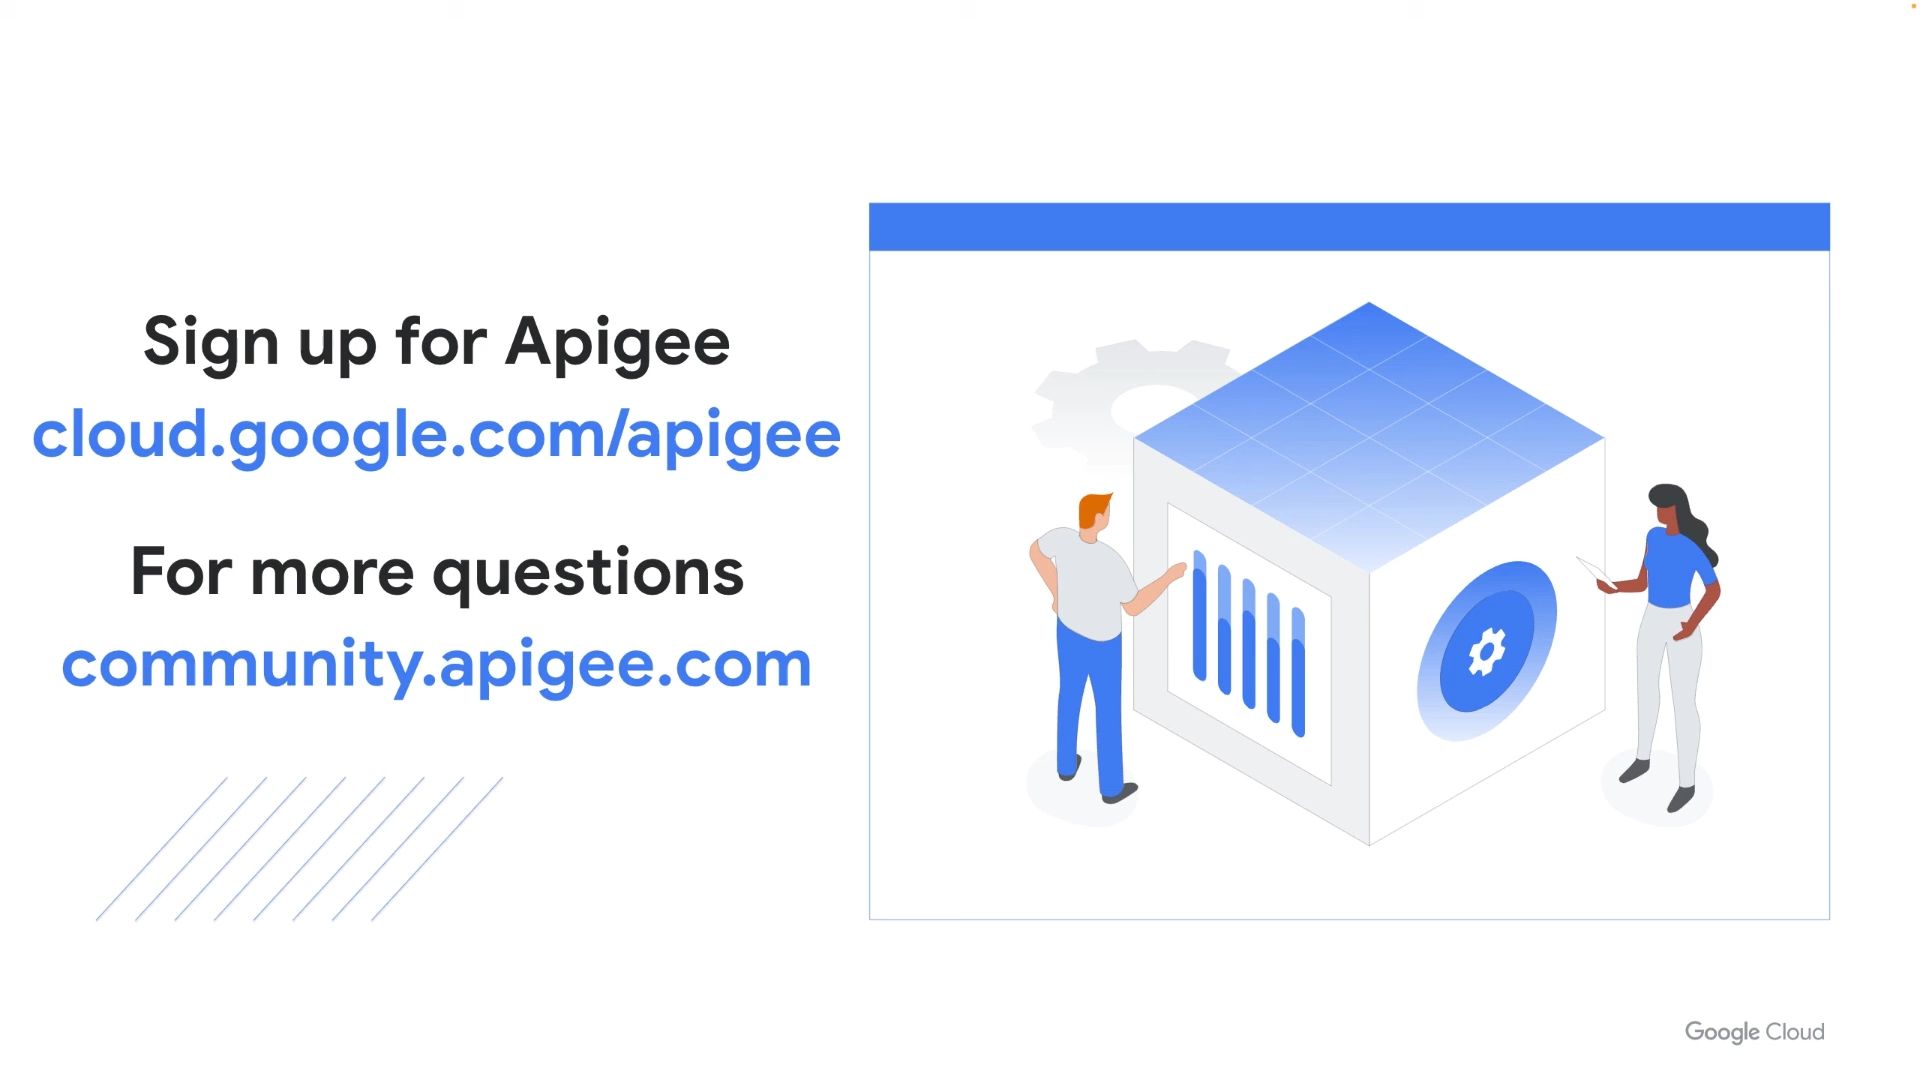 Sign up for Apigee
cloud.google.com/apigee
For more questions
community.apigee.com
Google Cloud